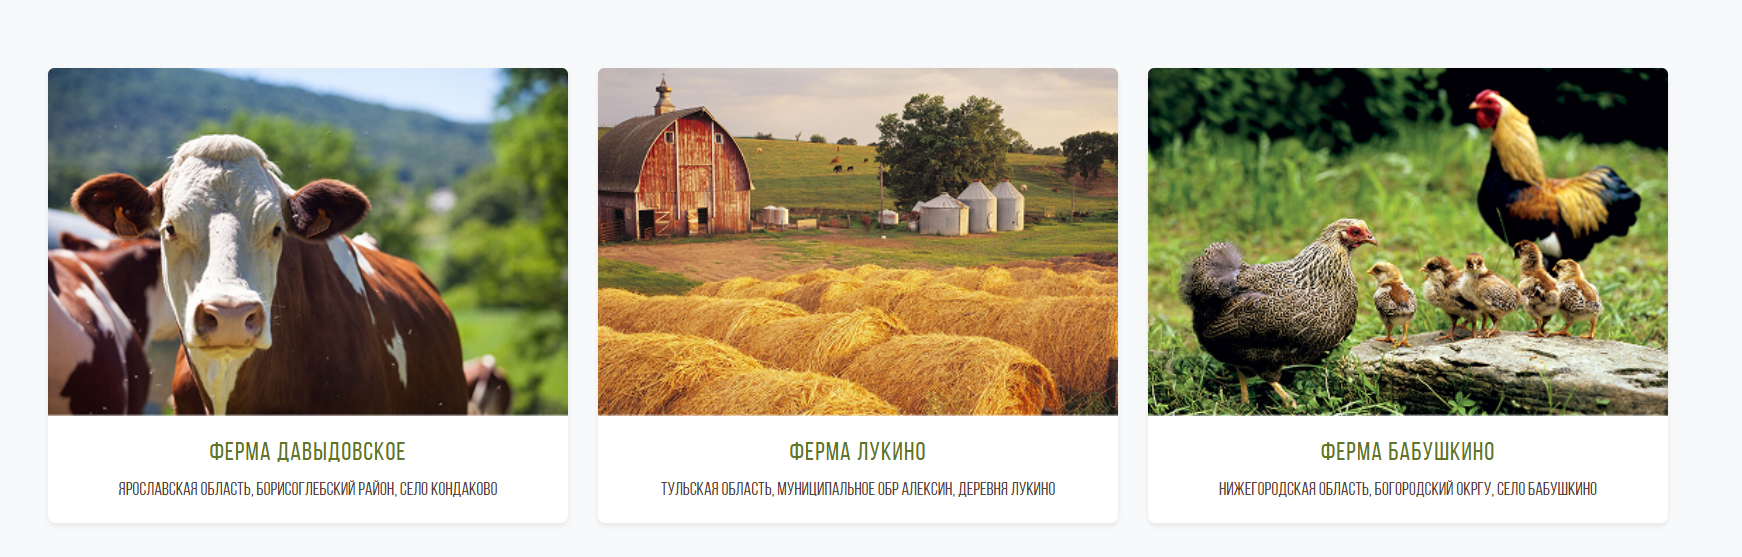 ФЕРМА ДАВЫДОВСКОЕ
ЯРОСЛАВСКАЯ ОБЛАСТЬ, БОРИСОГЛЕБСКИЙ РАЙОН, СЕЛО КОНДАКОВО
ФЕРМА ЛУКИНО
ТУЛЬСКАЯ ОБЛАСТЬ, МУНИЦИПАЛЬНОЕ ОБР АЛЕКСИН, ДЕРЕВНЯ ЛУКИНО
ФЕРМА БАБУШКИНО
НИЖЕГОРОДСКАЯ ОБЛАСТЬ, БОГОРОДСКИЙ ОКРГУ, СЕЛО БАБУШКИНО